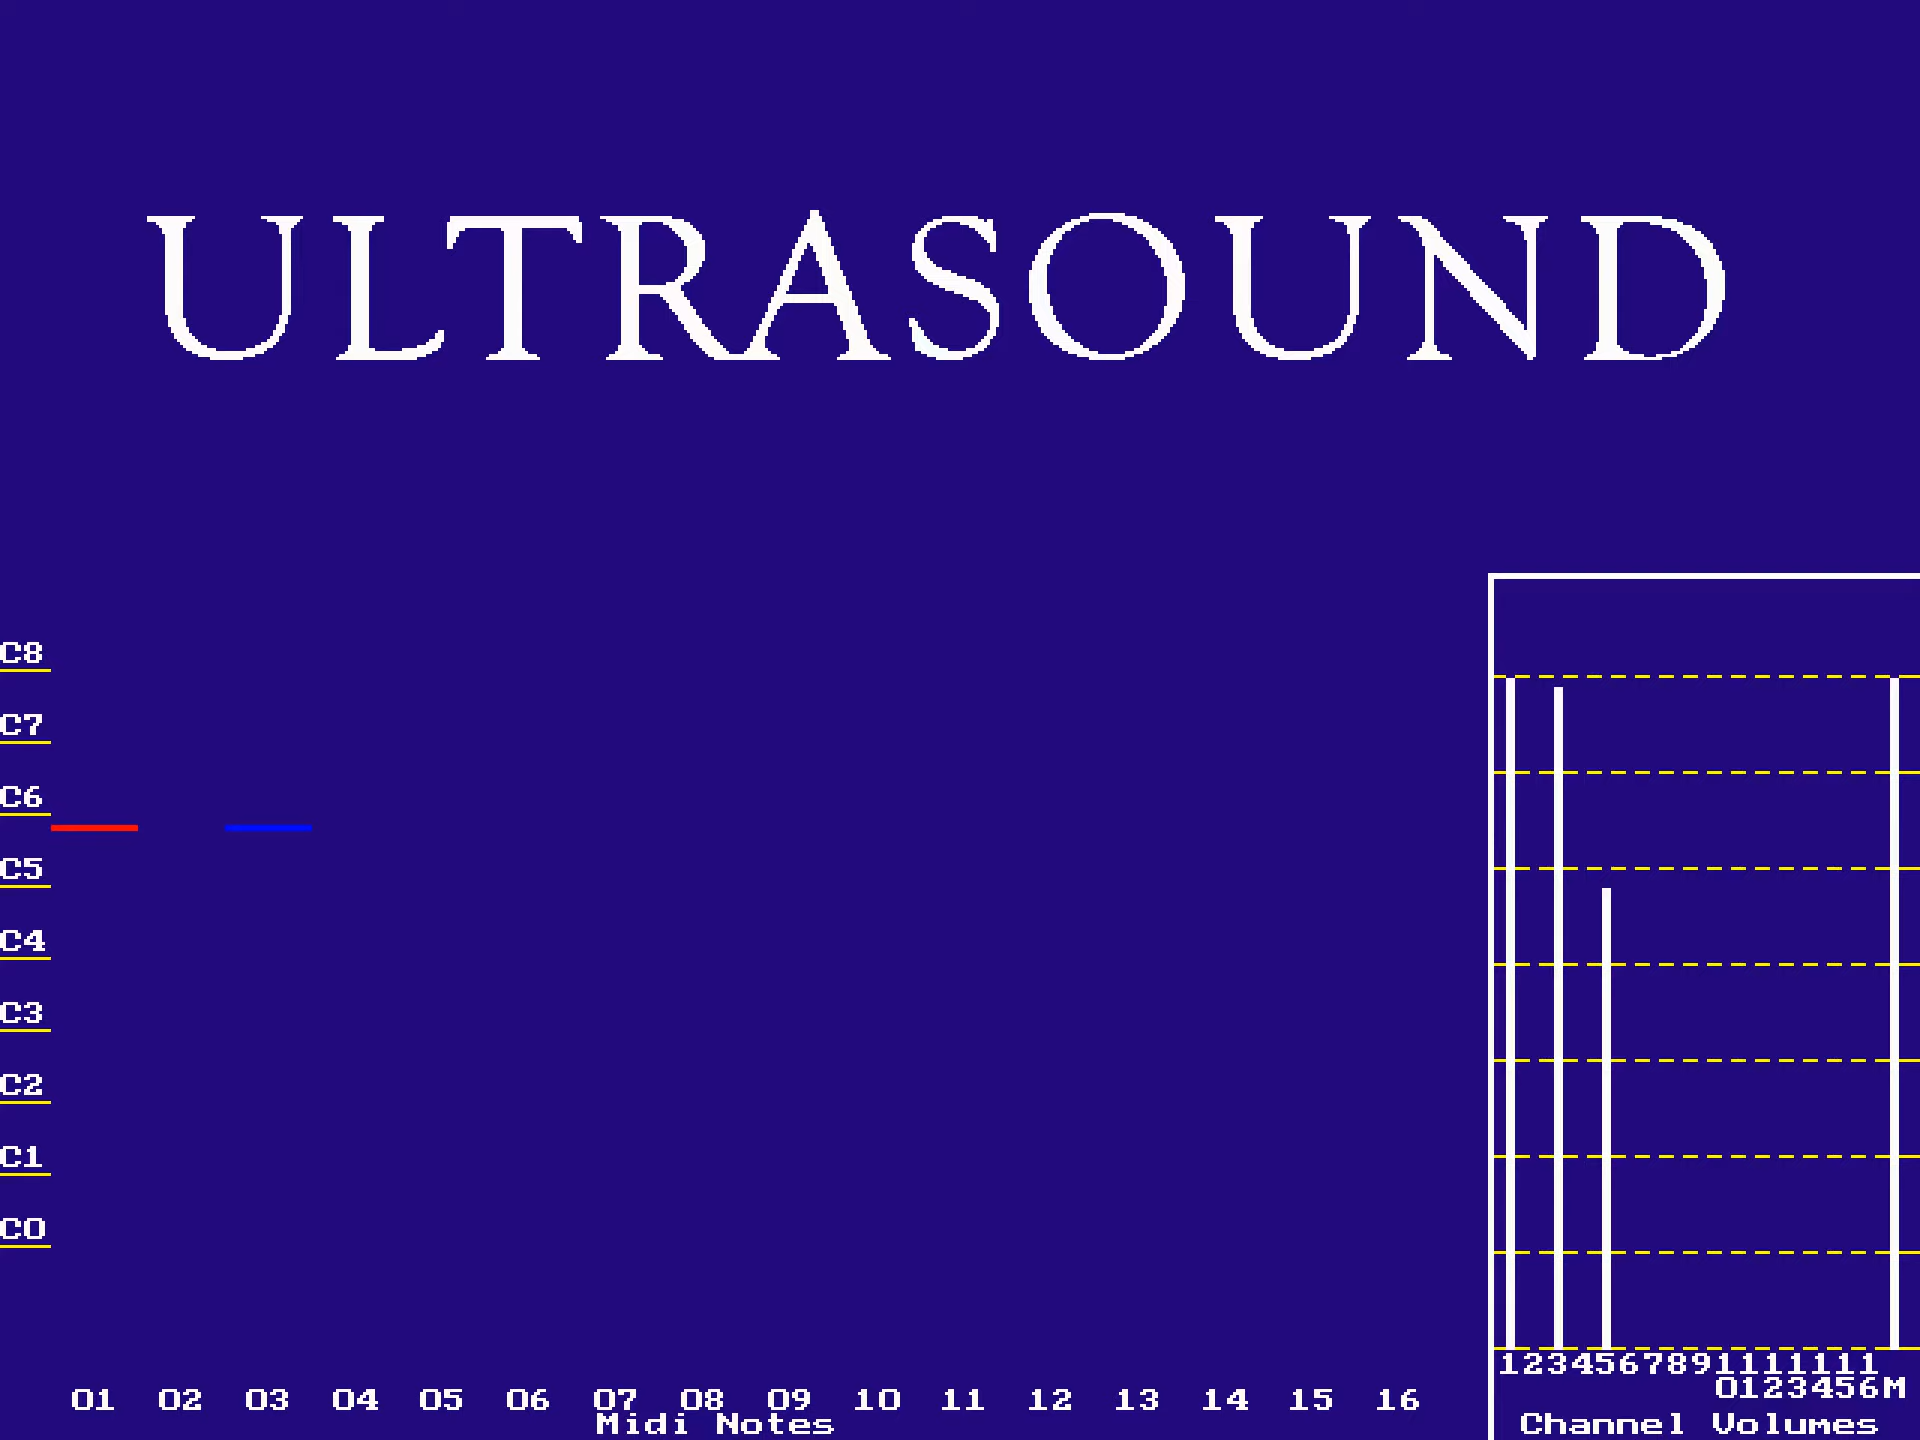 ULTRASOUND
C8
C7
C6
C5
C4
C3
C2
C1
C0
01 02 03 04 05 06 07 08 09 10 11 12 13 14 15 16
Midi Notes
1234567891111111
0123456M
Channel Volumes